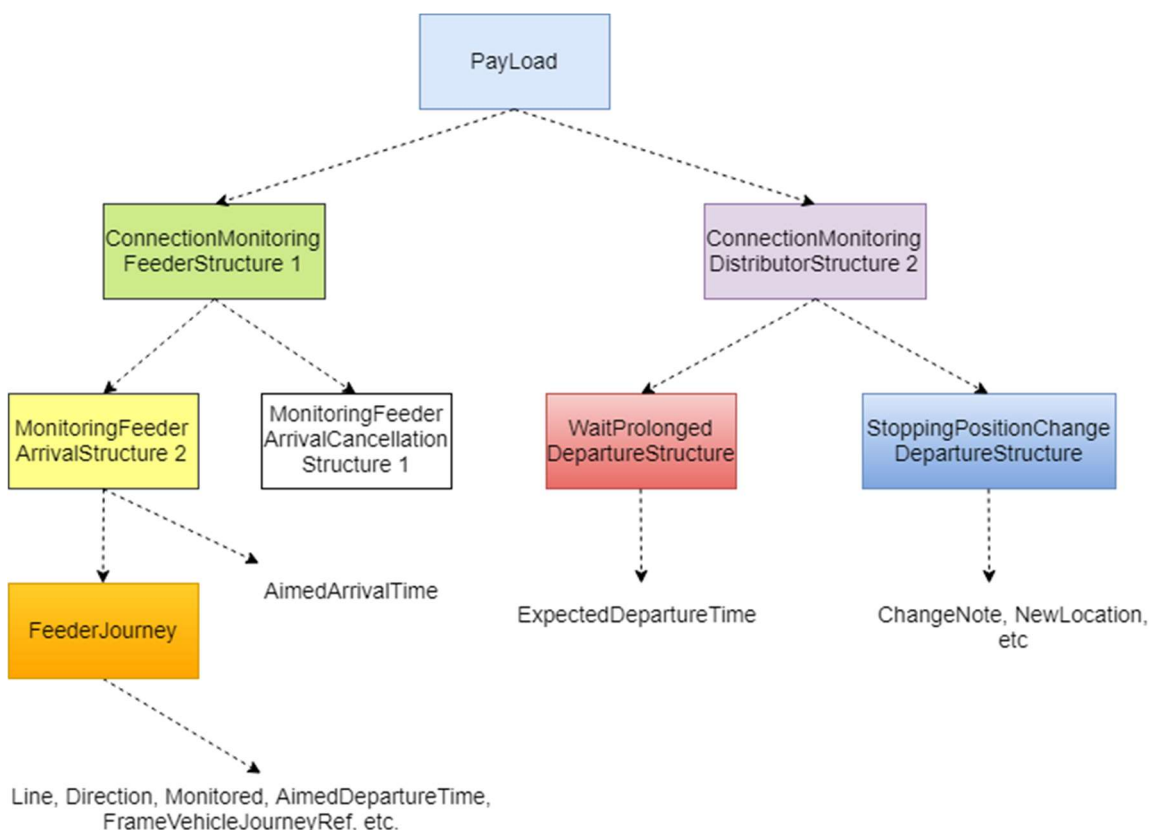 PayLoad
ConnectionMonitoring
FeederStructure 1
ConnectionMonitoring
DistributorStructure 2
MonitoringFeeder
ArrivalStructure 2
MonitoringFeeder
ArrivalCancellation
Structure 1
WaitProlonged
DepartureStructure
StoppingPositionChange
DepartureStructure
AimedArrivalTime
FeederJourney
ExpectedDepartureTime
ChangeNote, NewLocation,
etc
Line, Direction, Monitored, AimedDepartureTime,
FrameVehicleJourneyRef, etc.